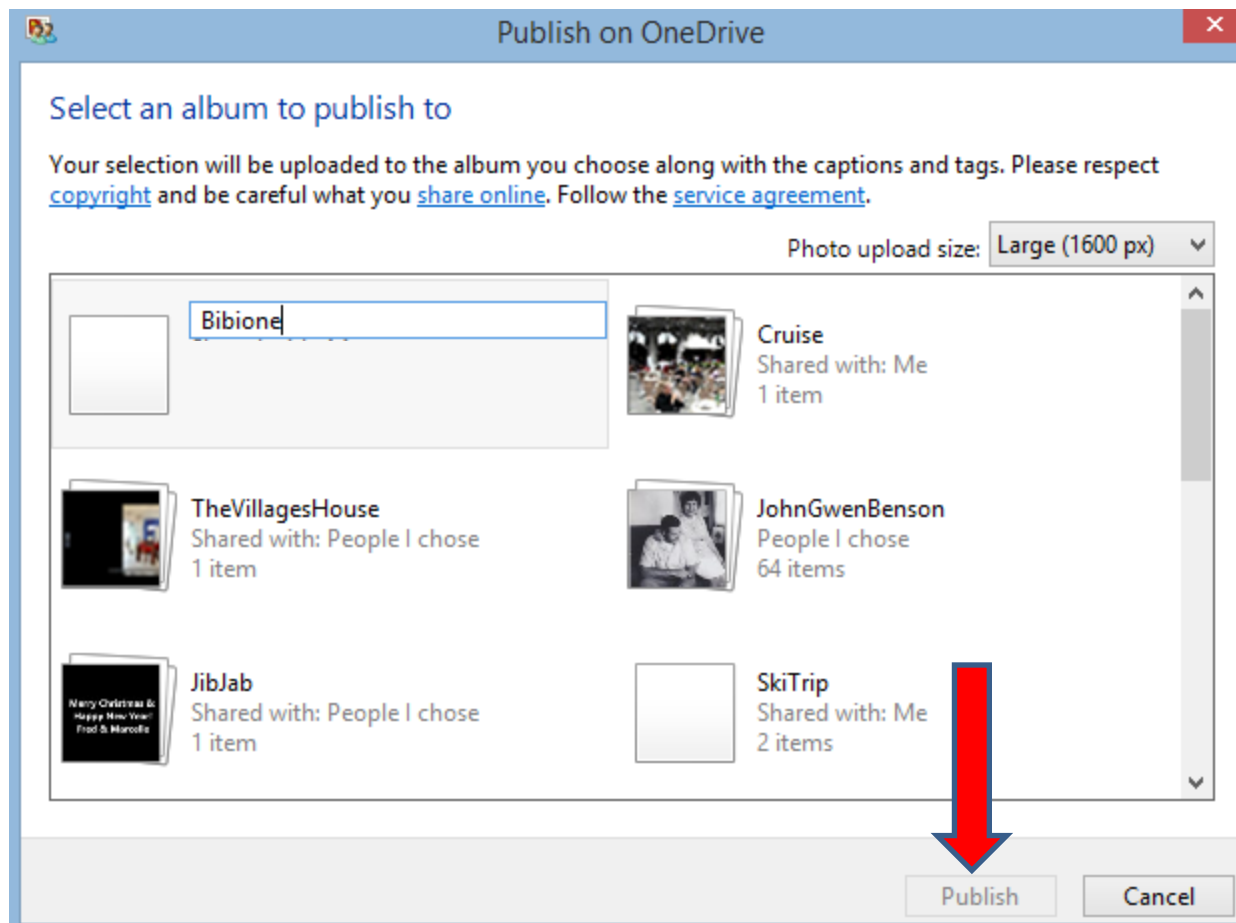 Publish on OneDrive
Select an album to publish to
Your selection will be uploaded to the album you choose along with the captions and tags. Please respect
copyright and be careful what you share online. Follow the service agreement.
Photo upload size: Large (1600 px)
Bibione
Cruise
Shared with: Me
1 item
TheVillagesHouse
Shared with: People I chose
1 item
JohnGwenBenson
People I chose
64 items
Merry Christmas &
Happy New Year!
Fred & Marcelle
JibJab
Shared with: People I chose
1 item
SkiTrip
Shared with: Me
2 items
Publish
Cancel